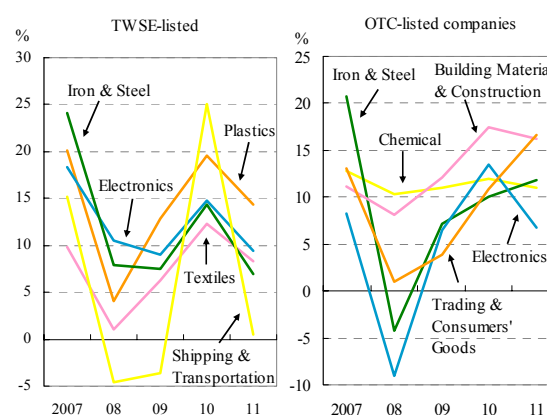 TWSE-listed
%
30
25
20
15
10
5
0
-5
2007 08 09 10 11
Iron & Steel
Plastics
Electronics
Textiles
Shipping &
Transportation
OTC-listed companies
%
25
20
15
10
5
0
-5
-10
2007 08 09 10 11
Iron & Steel
Building Materia
& Construction
Chemical
Electronics
Trading &
Consumers'
Goods